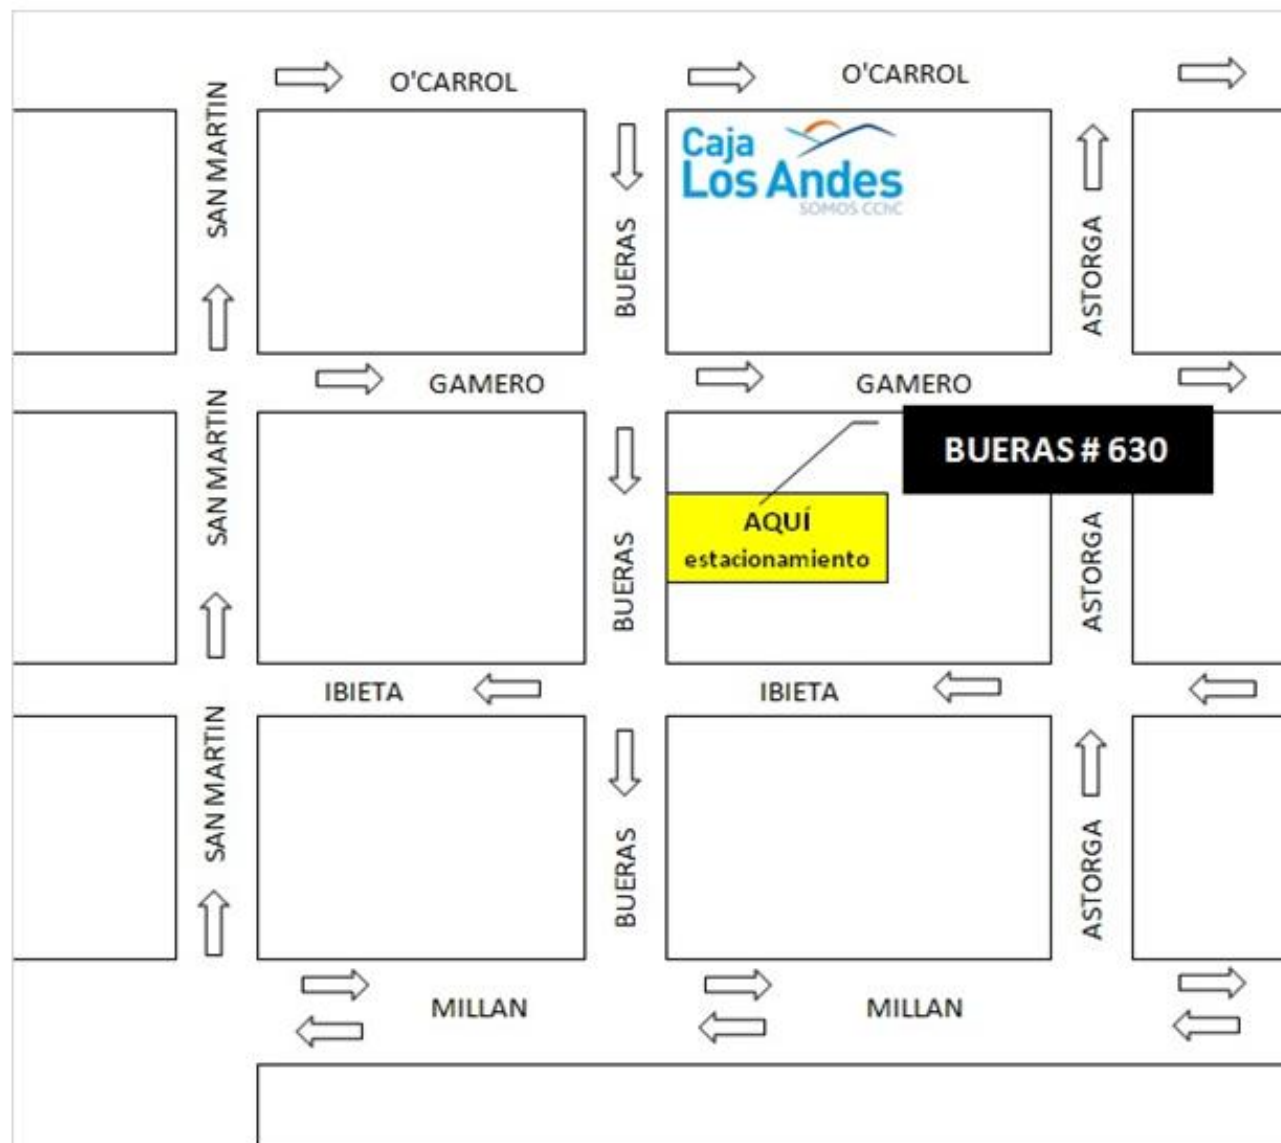 O'CARROL
O'CARROL
SAN MARTIN
BUERAS
Caja
Los Andes
SOMOS CChC
ASTORGA
GAMERO
GAMERO
SAN MARTIN
BUERAS
BUERAS # 630
AQUÍ
estacionamiento
ASTORGA
IBIETA
IBIETA
SAN MARTIN
BUERAS
ASTORGA
MILLAN
MILLAN